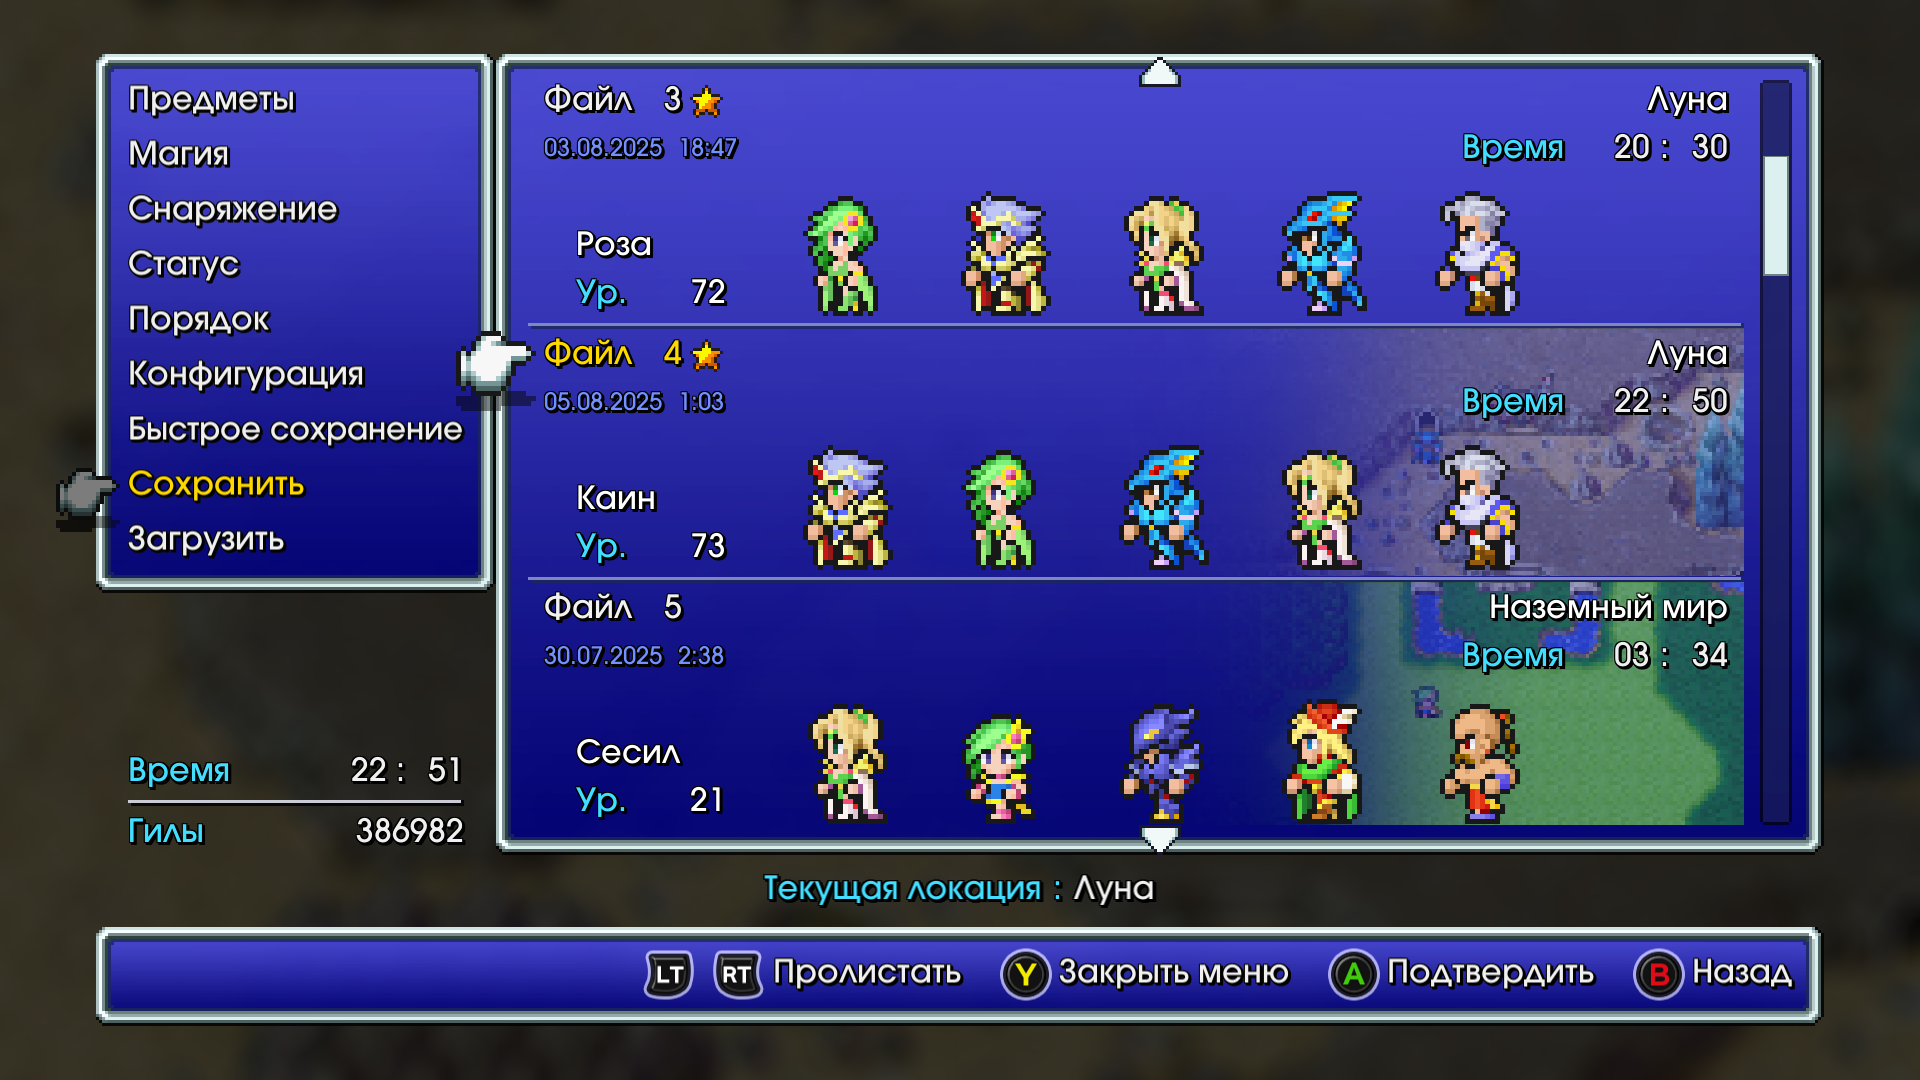 Предметы
Магия
Снаряжение
Статус
Порядок
Конфигурация
Быстрое сохранение
Сохранить
Загрузить
Время 22 : 51
Гилы 386982
Файл 3 Луна
03.08.2025 18:47 Время 20 : 30
Роза
Ур. 72
Файл 4 Луна
05.08.2025 1:03 Время 22 : 50
Каин
Ур. 73
Файл 5 Наземный мир
30.07.2025 2:38 Время 03 : 34
Сесил
Ур. 21
Текущая локация : Луна
LT RT Пролистать Y Закрыть меню A Подтвердить B Назад